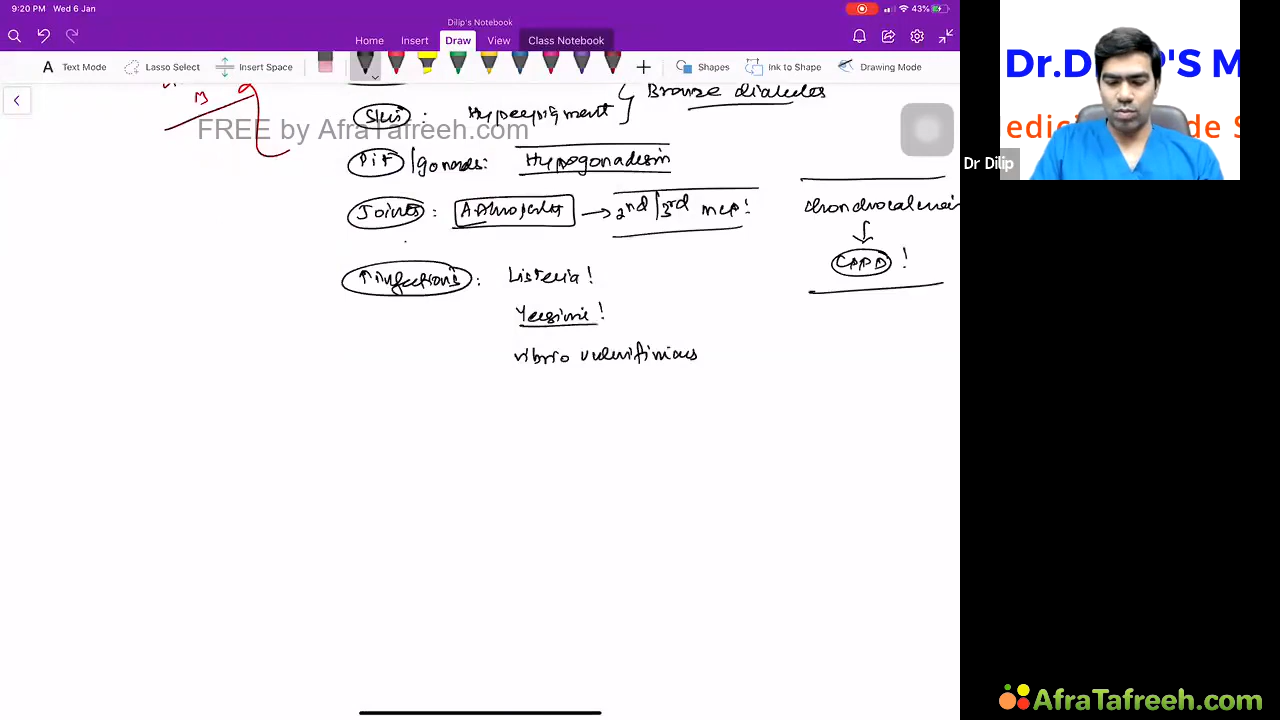 9:20 PM Wed 6 Jan
43%
Dilip's Notebook
Home Insert Draw View Class Notebook
Text Mode Lasso Select Insert Space Shapes Ink to Shape Drawing Mode
Dr.DILIP'S M
edici de S
Dr Dilip
B
Bronze diabetes
Skin : Hyperpigment
FREE by AfraTafreeh.com
Pit / gonads: Hypogonadism
Joints : Arthropathy → 2nd / 3rd MCP!
chondrocalcinosis
CPPD !
↑ infections : Listeria !
Yersinia !
vibrio vulnificus
AfraTafreeh.com